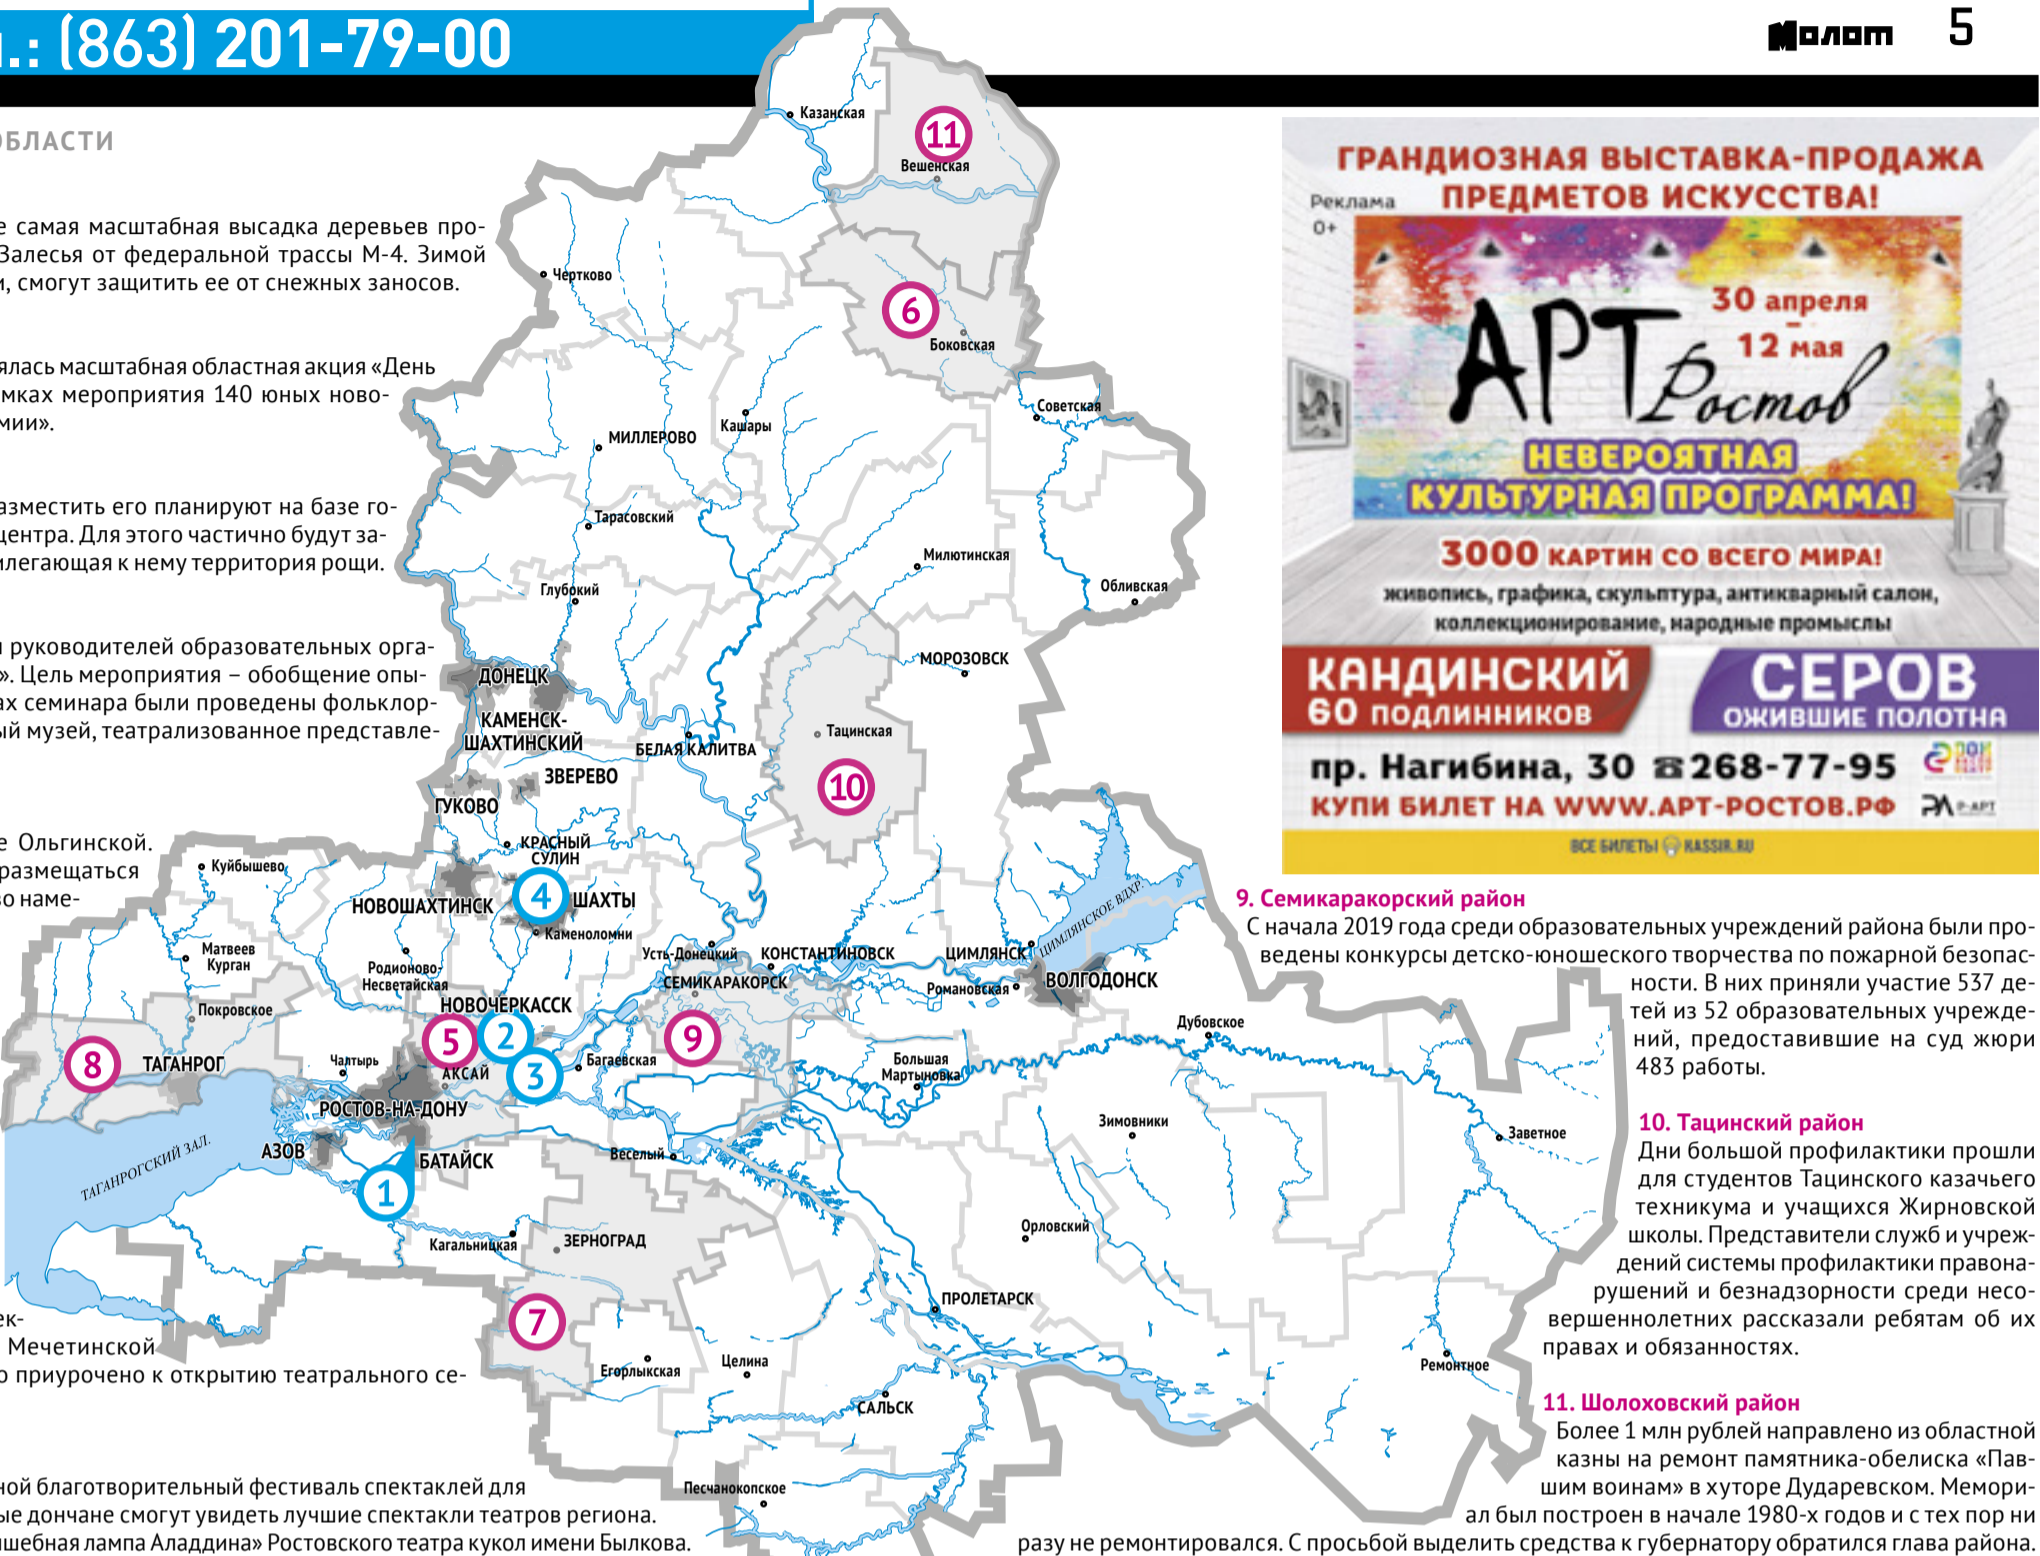 .: (863) 201-79-00
Молот 5
ОБЛАСТИ
е самая масштабная высадка деревьев про-
Залесья от федеральной трассы М-4. Зимой
и, смогут защитить ее от снежных заносов.
ялась масштабная областная акция «День
мках мероприятия 140 юных ново-
мии».
азместить его планируют на базе го-
центра. Для этого частично будут за-
илегающая к нему территория рощи.
и руководителей образовательных орга-
». Цель мероприятия – обобщение опы-
ах семинара были проведены фольклор-
ый музей, театрализованное представле-
е Ольгинской.
размещаться
во наме-
ек-
Мечетинской
о приурочено к открытию театрального се-
ной благотворительный фестиваль спектаклей для
ые дончане смогут увидеть лучшие спектакли театров региона.
шебная лампа Аладдина» Ростовского театра кукол имени Былкова.
Казанская
11
Вешенская
Чертково
6
Боковская
Советская
Кашары
МИЛЛЕРОВО
Тарасовский
Милютинская
Обливская
Глубокий
МОРОЗОВСК
ДОНЕЦК
КАМЕНСК-
ШАХТИНСКИЙ
БЕЛАЯ КАЛИТВА
Тацинская
10
ЗВЕРЕВО
ГУКОВО
КРАСНЫЙ
СУЛИН
Куйбышево
4
ШАХТЫ
НОВОШАХТИНСК
Каменоломни
Матвеев
Курган
Родионово-
Несветайская
Усть-Донецкий
КОНСТАНТИНОВСК
ЦИМЛЯНСК
ЦИМЛЯНСКОЕ ВДХР.
ВОЛГОДОНСК
Романовская
СЕМИКАРАКОРСК
НОВОЧЕРКАССК
Покровское
5
2
9
Дубовское
8
ТАГАНРОГ
Чалтырь
АКСАЙ
3
Багаевская
Большая
Мартыновка
РОСТОВ-НА-ДОНУ
Зимовники
Заветное
ТАГАНРОГСКИЙ ЗАЛ.
АЗОВ
БАТАЙСК
Веселый
1
Орловский
Кагальницкая
ЗЕРНОГРАД
ПРОЛЕТАРСК
7
Егорлыкская
Целина
Ремонтное
САЛЬСК
Песчанокопское
ГРАНДИОЗНАЯ ВЫСТАВКА-ПРОДАЖА
ПРЕДМЕТОВ ИСКУССТВА!
Реклама
0+
30 апреля
–
12 мая
АРТ Ростов
НЕВЕРОЯТНАЯ
КУЛЬТУРНАЯ ПРОГРАММА!
3000 КАРТИН СО ВСЕГО МИРА!
живопись, графика, скульптура, антикварный салон,
коллекционирование, народные промыслы
КАНДИНСКИЙ
60 ПОДЛИННИКОВ
СЕРОВ
ОЖИВШИЕ ПОЛОТНА
пр. Нагибина, 30 ☎268-77-95
КУПИ БИЛЕТ НА WWW.АРТ-РОСТОВ.РФ
Р-АРТ
ВСЕ БИЛЕТЫ KASSIR.RU
9. Семикаракорский район
С начала 2019 года среди образовательных учреждений района были про-
ведены конкурсы детско-юношеского творчества по пожарной безопас-
ности. В них приняли участие 537 де-
тей из 52 образовательных учрежде-
ний, предоставившие на суд жюри
483 работы.
10. Тацинский район
Дни большой профилактики прошли
для студентов Тацинского казачьего
техникума и учащихся Жирновской
школы. Представители служб и учреж-
дений системы профилактики правона-
рушений и безнадзорности среди несо-
вершеннолетних рассказали ребятам об их
правах и обязанностях.
11. Шолоховский район
Более 1 млн рублей направлено из областной
казны на ремонт памятника-обелиска «Пав-
шим воинам» в хуторе Дударевском. Мемори-
ал был построен в начале 1980-х годов и с тех пор ни
разу не ремонтировался. С просьбой выделить средства к губернатору обратился глава района.